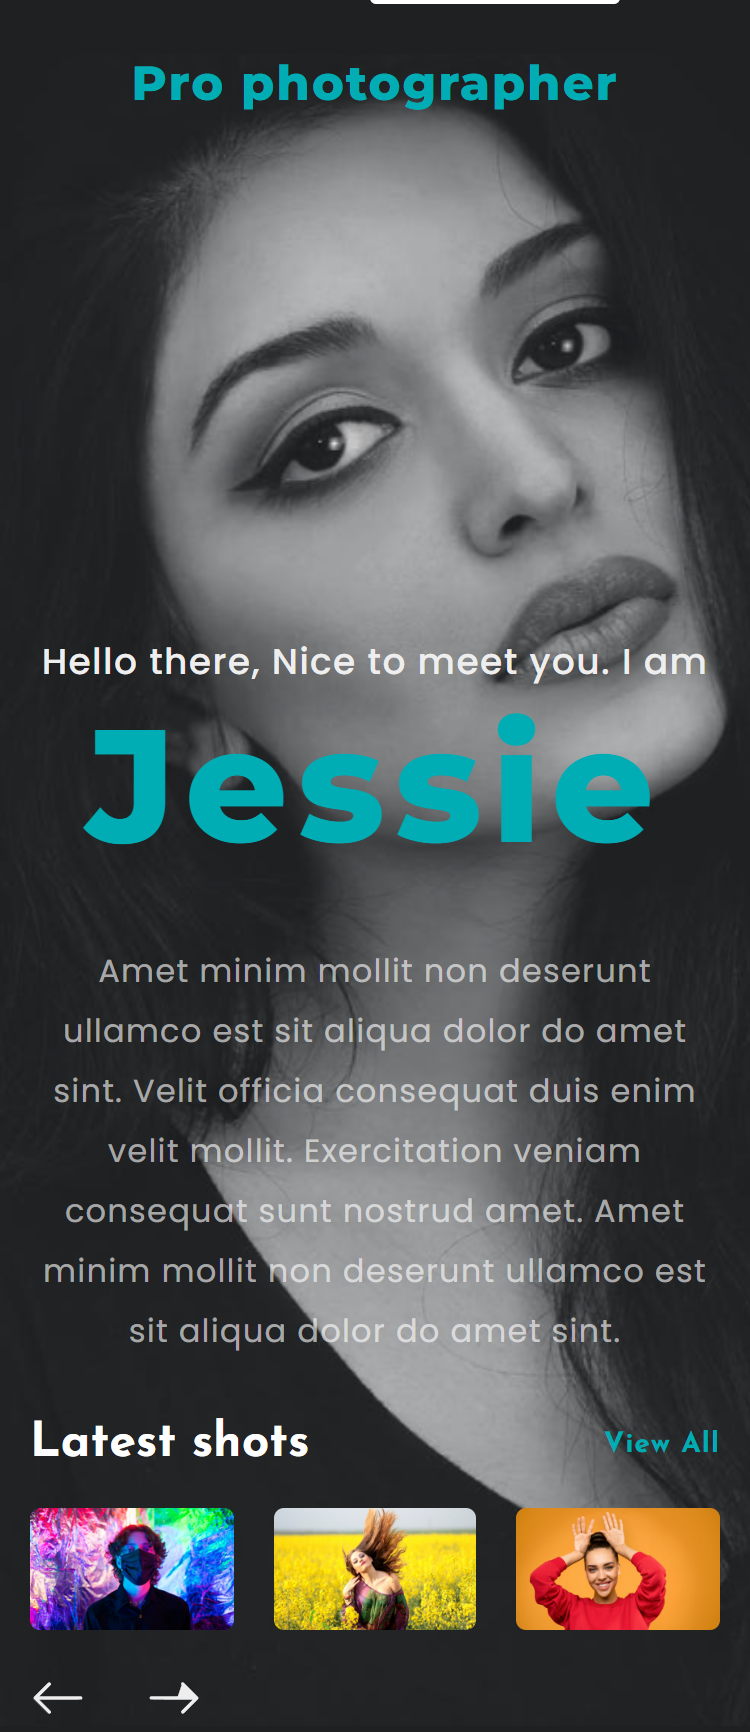 Pro photographer
Hello there, Nice to meet you. I am
Jessie
Amet minim mollit non deserunt
ullamco est sit aliqua dolor do amet
sint. Velit officia consequat duis enim
velit mollit. Exercitation veniam
consequat sunt nostrud amet. Amet
minim mollit non deserunt ullamco est
sit aliqua dolor do amet sint.
Latest shots
View All